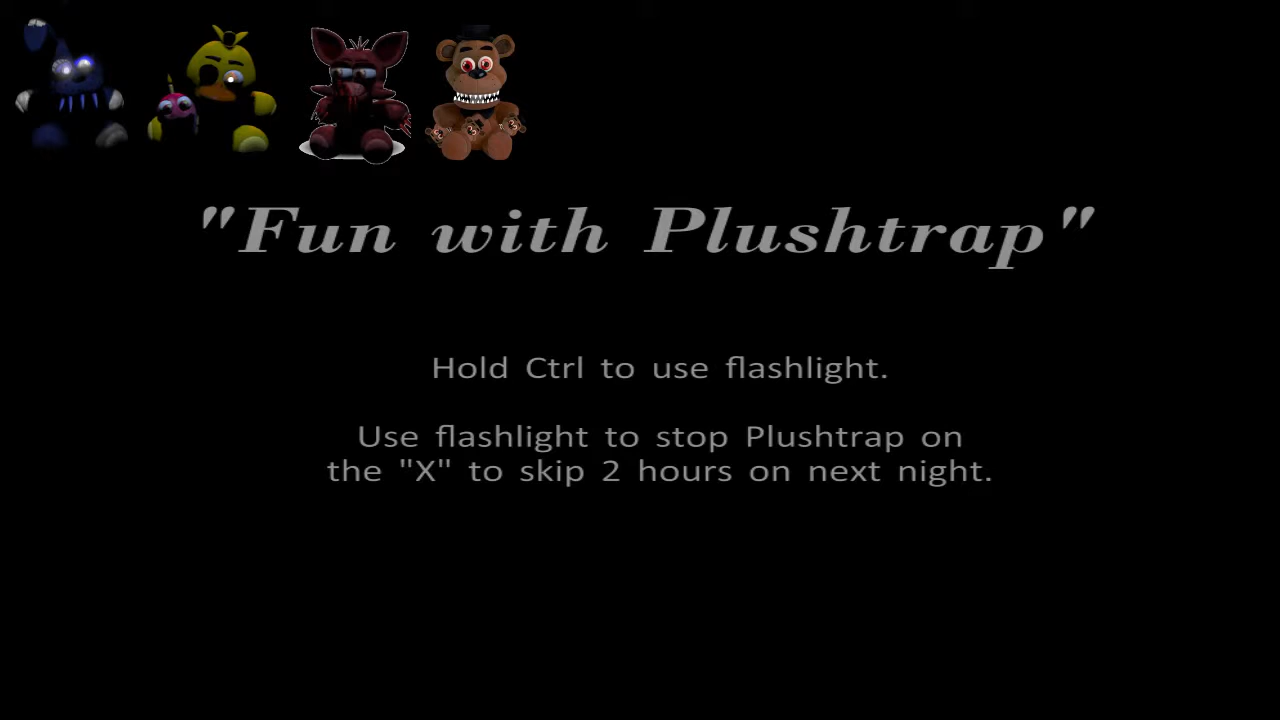 "Fun with Plushtrap"
Hold Ctrl to use flashlight.
Use flashlight to stop Plushtrap on
the "X" to skip 2 hours on next night.